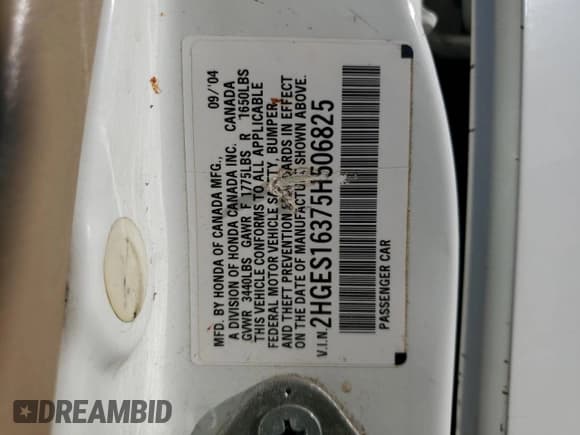 MFD. BY HONDA OF CANADA MFG., 09/'04
A DIVISION OF HONDA CANADA INC. CANADA
GVWR 3440LBS GAWR F 1775LBS R 1650LBS
THIS VEHICLE CONFORMS TO ALL APPLICABLE
FEDERAL MOTOR VEHICLE SAFETY, BUMPER,
AND THEFT PREVENTION STANDARDS IN EFFECT
ON THE DATE OF MANUFACTURE SHOWN ABOVE.
V.I.N. 2HGES16375H506825
PASSENGER CAR
DREAMBID